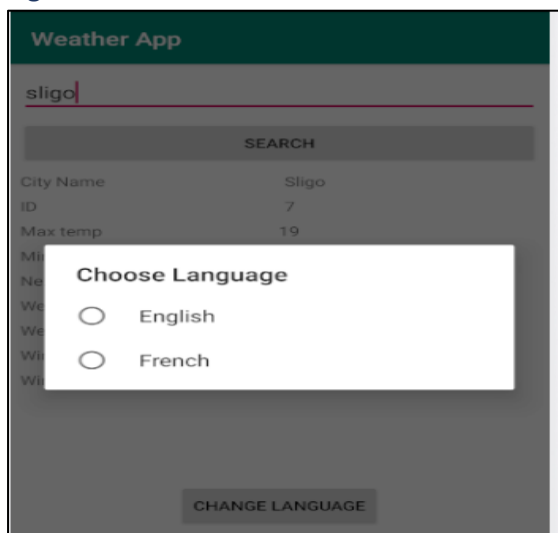 Weather App
sligo
SEARCH
City Name Sligo
ID 7
Max temp 19
Choose Language
English
French
CHANGE LANGUAGE